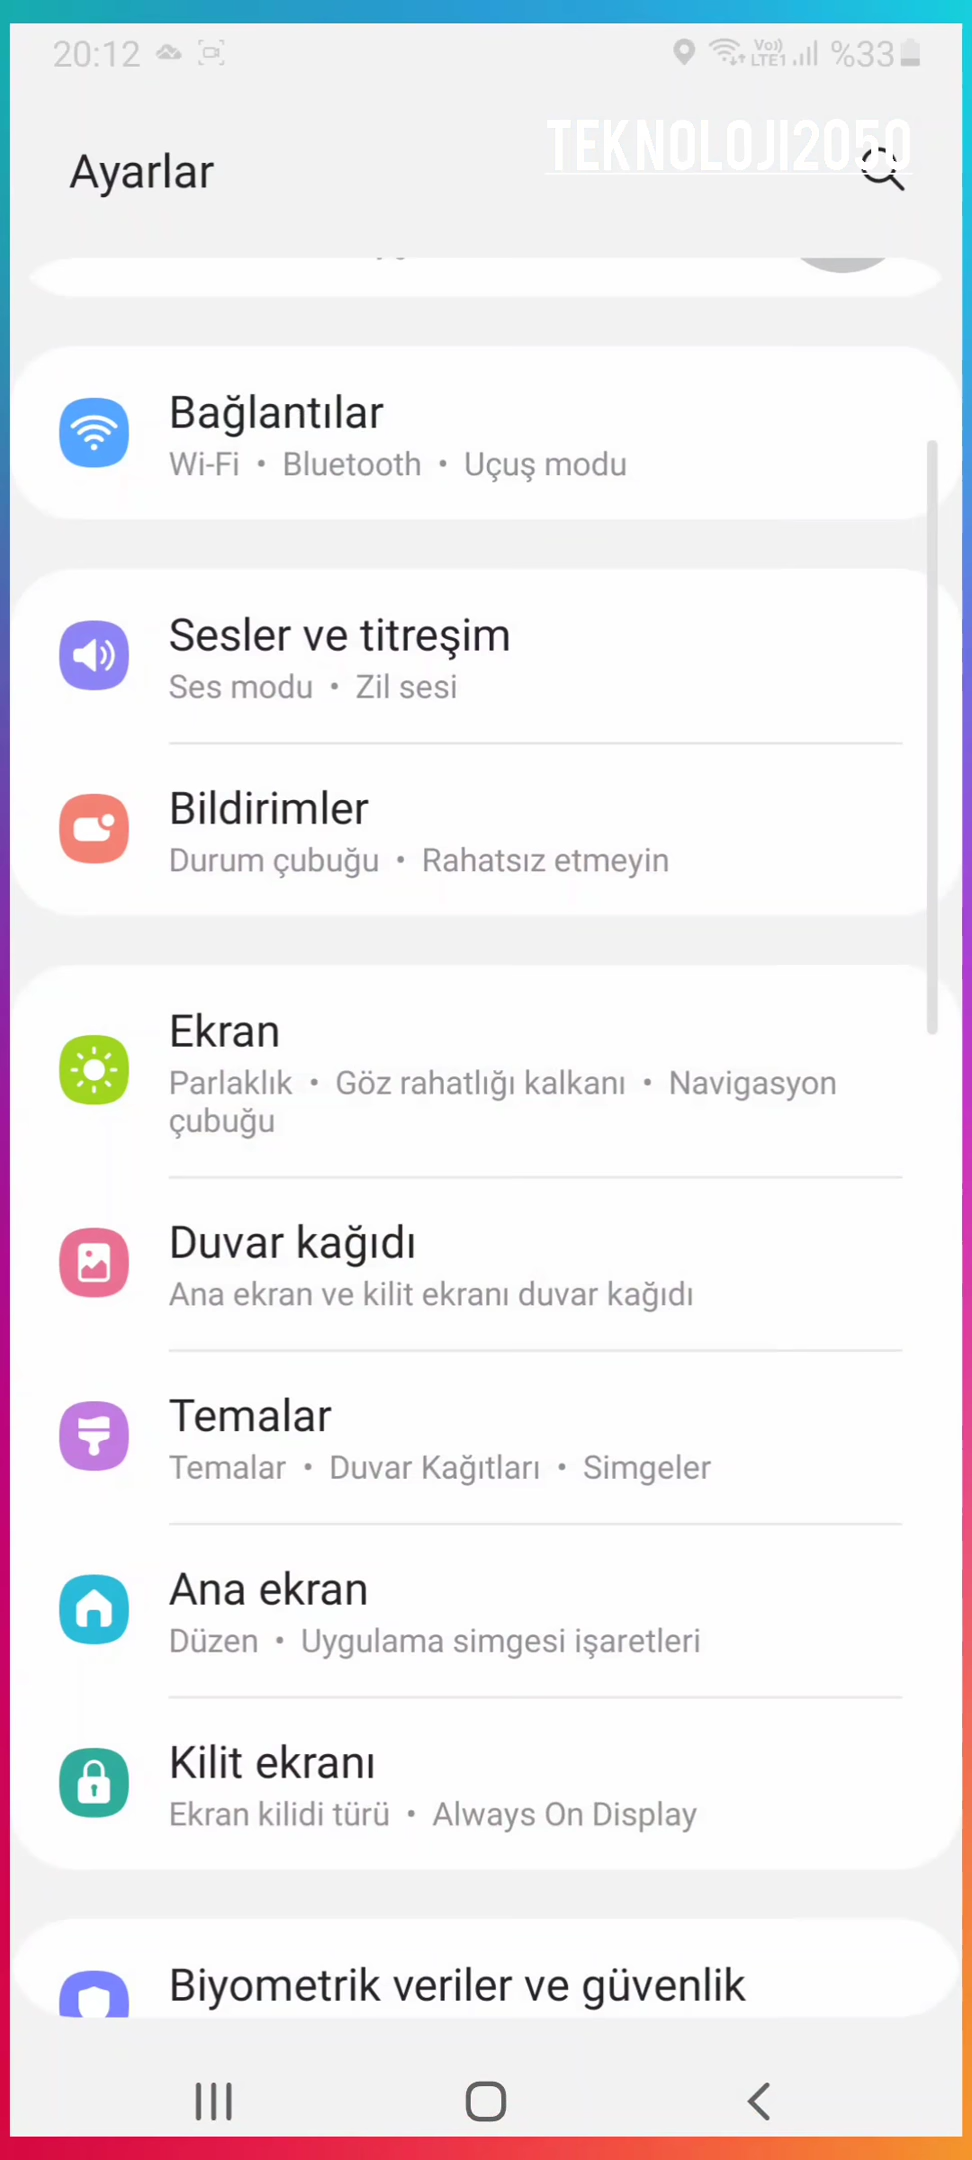 20:12 Vo)) LTE1 %33
TEKNOLOJI2050
Ayarlar
Bağlantılar
Wi-Fi • Bluetooth • Uçuş modu
Sesler ve titreşim
Ses modu • Zil sesi
Bildirimler
Durum çubuğu • Rahatsız etmeyin
Ekran
Parlaklık • Göz rahatlığı kalkanı • Navigasyon
çubuğu
Duvar kağıdı
Ana ekran ve kilit ekranı duvar kağıdı
Temalar
Temalar • Duvar Kağıtları • Simgeler
Ana ekran
Düzen • Uygulama simgesi işaretleri
Kilit ekranı
Ekran kilidi türü • Always On Display
Biyometrik veriler ve güvenlik